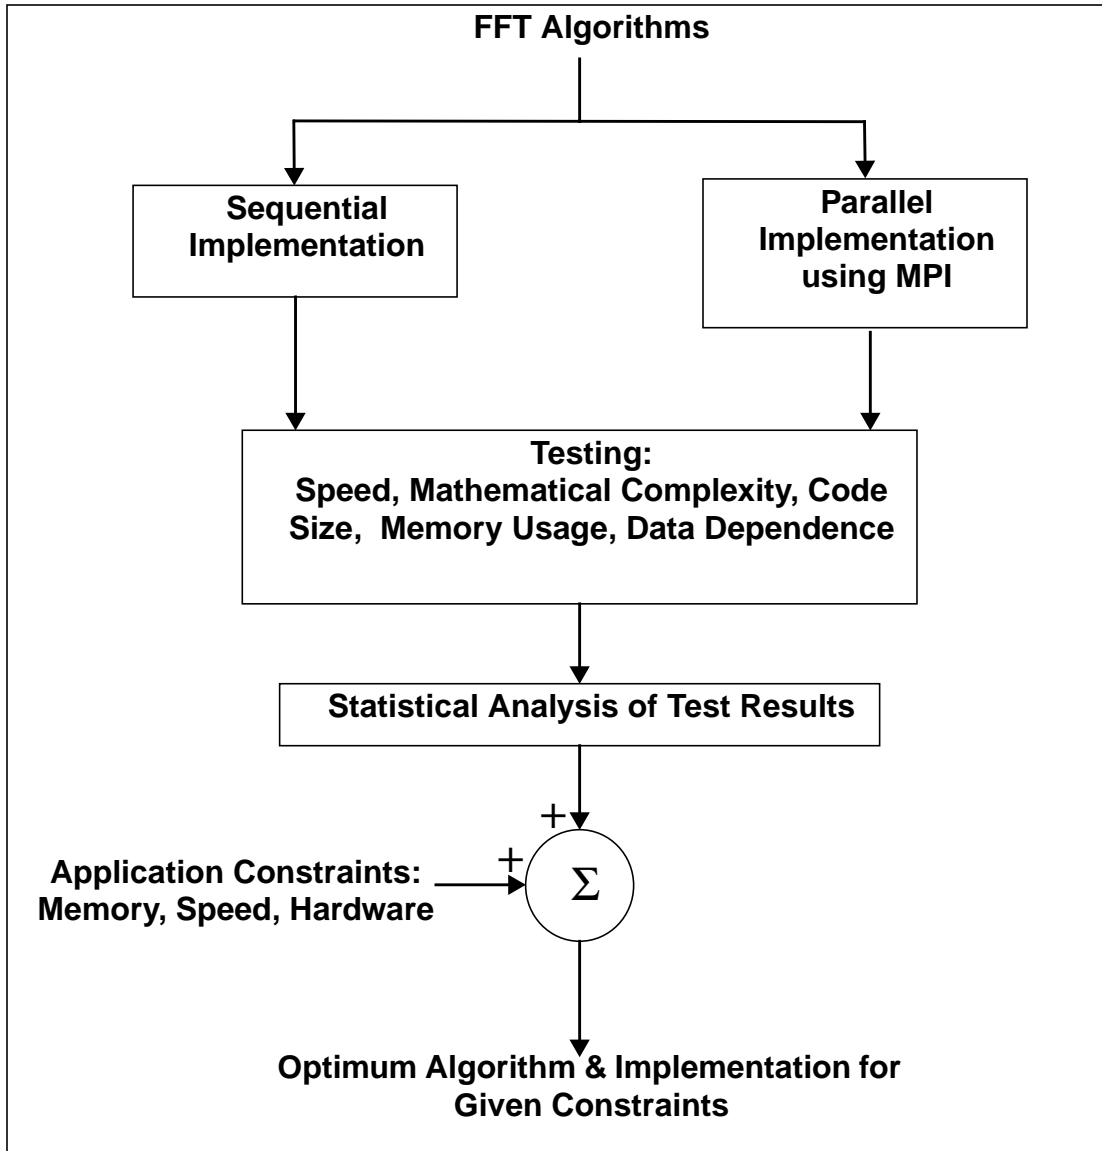 FFT Algorithms
Sequential
Implementation
Parallel
Implementation
using MPI
Testing:
Speed, Mathematical Complexity, Code
Size,  Memory Usage, Data Dependence
Statistical Analysis of Test Results
+
+
Σ
Application Constraints:
Memory, Speed, Hardware
Optimum Algorithm & Implementation for
Given Constraints